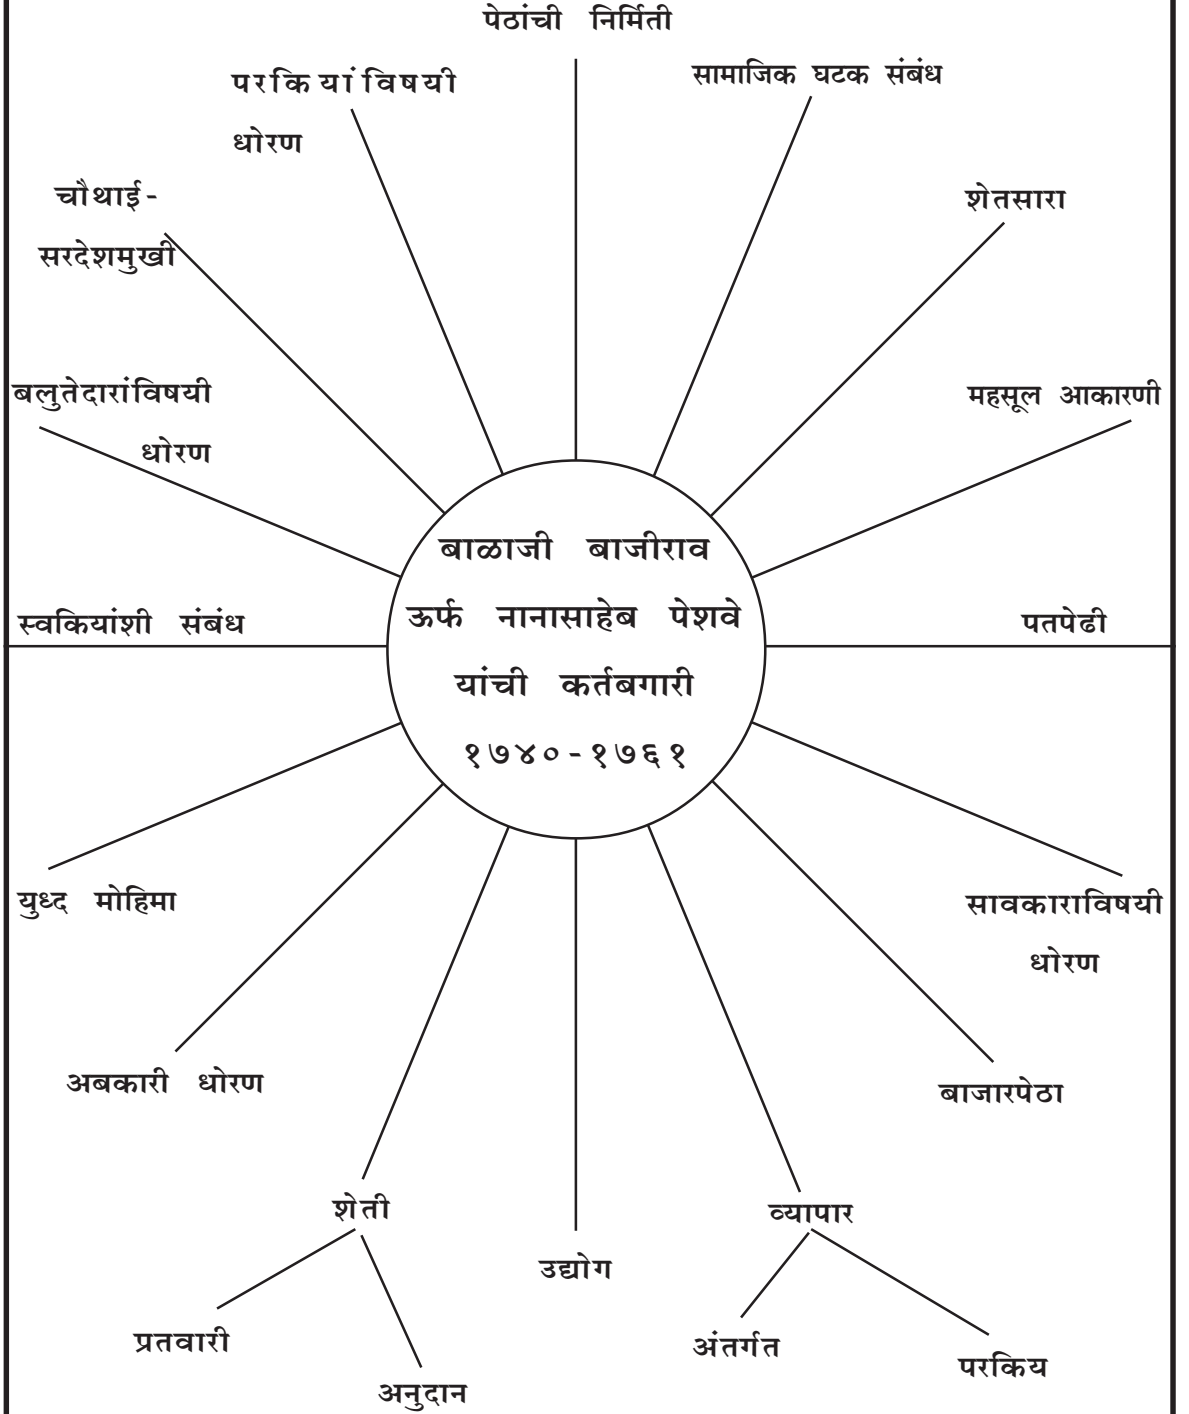 पेठांची निर्मिती
सामाजिक घटक संबंध
परकियांविषयी
धोरण
चौथाई-
सरदेशमुखी
शेतसारा
बलुतेदारांविषयी
धोरण
महसूल आकारणी
बाळाजी बाजीराव
ऊर्फ नानासाहेब पेशवे
यांची कर्तबगारी
१७४०-१७६१
स्वकियांशी संबंध
पतपेढी
युध्द मोहिमा
सावकाराविषयी
धोरण
अबकारी धोरण
बाजारपेठा
शेती
व्यापार
उद्योग
प्रतवारी
अनुदान
अंतर्गत
परकिय